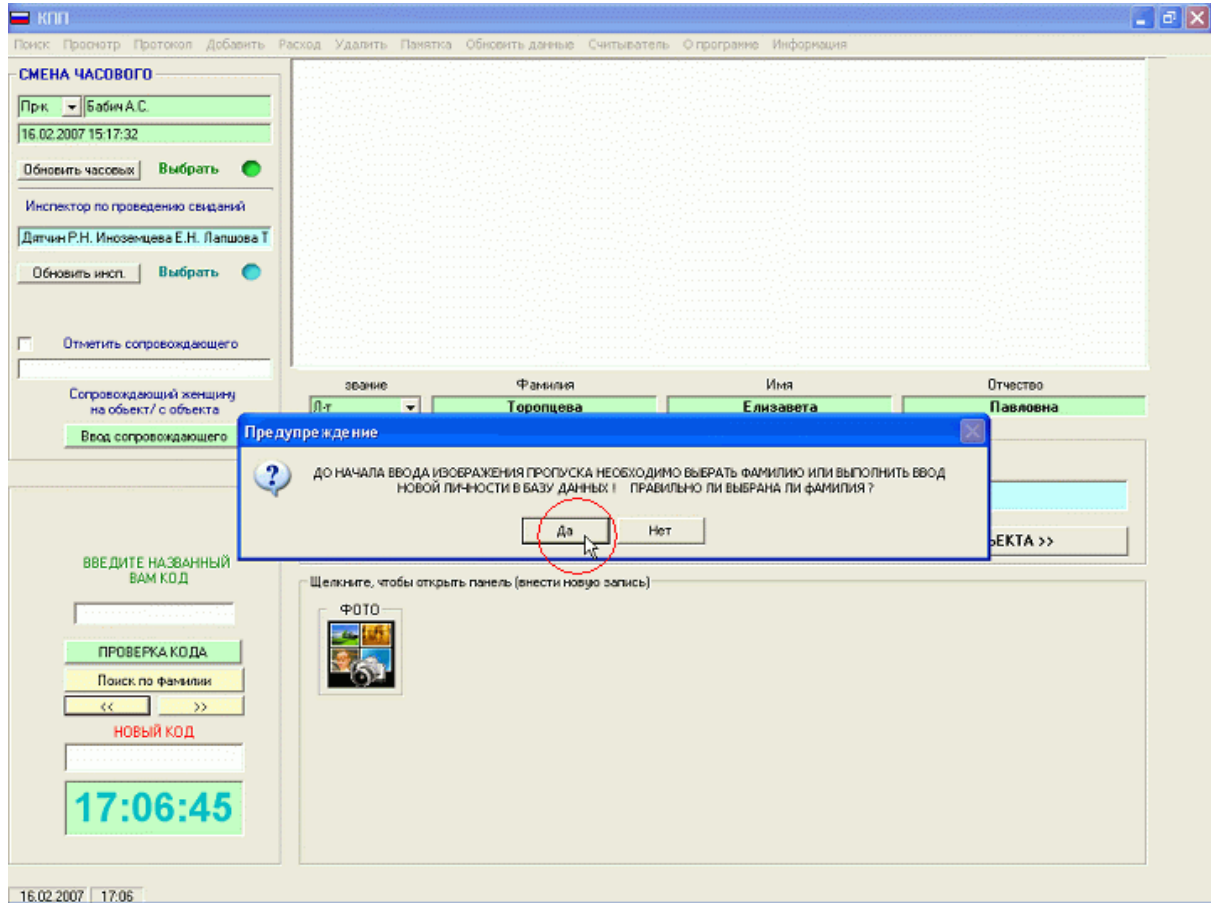 КПП
Поиск Просмотр Протокол Добавить Расход Удалить Памятка Обновить данные Считыватель О програмне Информация
СМЕНА ЧАСОВОГО
Пр-к Бабич А.С.
16.02.2007 15:17:32
Обновить часовых Выбрать
Инспектор по проведению свиданий
Дятчин Р.Н. Иноземцева Е.Н. Лапшова Т
Обновить инсп. Выбрать
Отметить сопровождающего
Сопровождающий женщину
на обьект/ с объекта
Ввод сопровождающего
звание Фамилия Имя Отчество
Л-т Торопцева Елизавета Павловна
Предупреждение
ДО НАЧАЛА ВВОДА ИЗОБРАЖЕНИЯ ПРОПУСКА НЕОБХОДИМО ВЫБРАТЬ ФАМИЛИЮ ИЛИ ВЫПОЛНИТЬ ВВОД
НОВОЙ ЛИЧНОСТИ В БАЗУ ДАННЫХ ! ПРАВИЛЬНО ЛИ ВЫБРАНА ЛИ ФАМИЛИЯ ?
Да Нет
ЪЕКТА >>
ВВЕДИТЕ НАЗВАННЫЙ
ВАМ КОД
ПРОВЕРКА КОДА
Поиск по фамилии
<< >>
НОВЫЙ КОД
17:06:45
Щелкните, чтобы открыть панель (внести новую запись)
ФОТО
16.02.2007 17:06